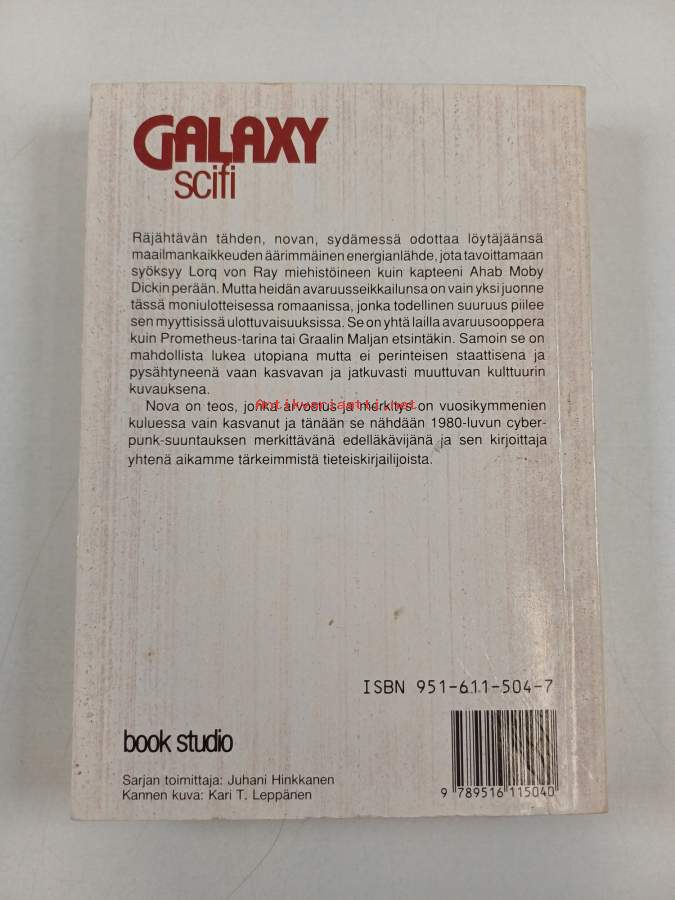 GALAXY
scifi
Räjähtävän tähden, novan, sydämessä odottaa löytäjäänsä
maailmankaikkeuden äärimmäinen energianlähde, jota tavoittamaan
syöksyy Lorq von Ray miehistöineen kuin kapteeni Ahab Moby
Dickin perään. Mutta heidän avaruusseikkailunsa on vain yksi juonne
tässä moniulotteisessa romaanissa, jonka todellinen suuruus piilee
sen myyttisissä ulottuvaisuuksissa. Se on yhtä lailla avaruusooppera
kuin Prometheus-tarina tai Graalin Maljan etsintäkin. Samoin se on
mahdollista lukea utopiana mutta ei perinteisen staattisena ja
pysähtyneenä vaan kasvavan ja jatkuvasti muuttuvan kulttuurin
kuvauksena.
Antikvariaatti.net
Nova on teos, jonka arvostus ja merkitys on vuosikymmenien
kuluessa vain kasvanut ja tänään se nähdään 1980-luvun cyber-
punk-suuntauksen merkittävänä edelläkävijänä ja sen kirjoittaja
yhtenä aikamme tärkeimmistä tieteiskirjailijoista.
ISBN 951-611-504-7
book studio
Sarjan toimittaja: Juhani Hinkkanen
Kannen kuva: Kari T. Leppänen
9 789516 115040